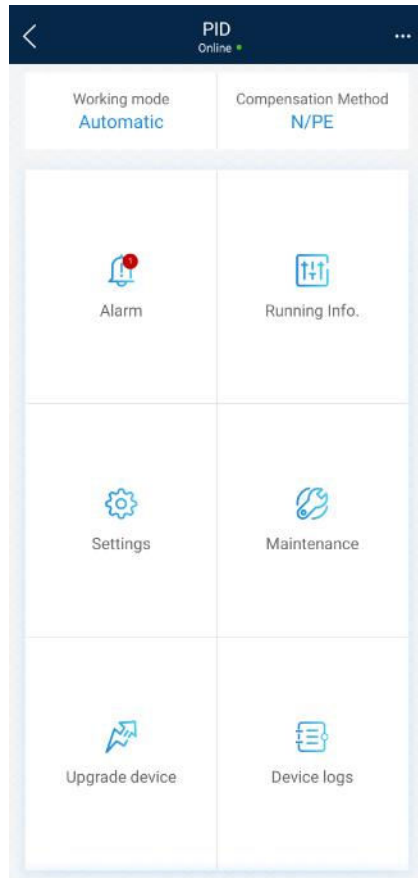 PID
Online
Working mode
Compensation Method
Automatic
N/PE
1
Alarm
Running Info.
Settings
Maintenance
Upgrade device
Device logs